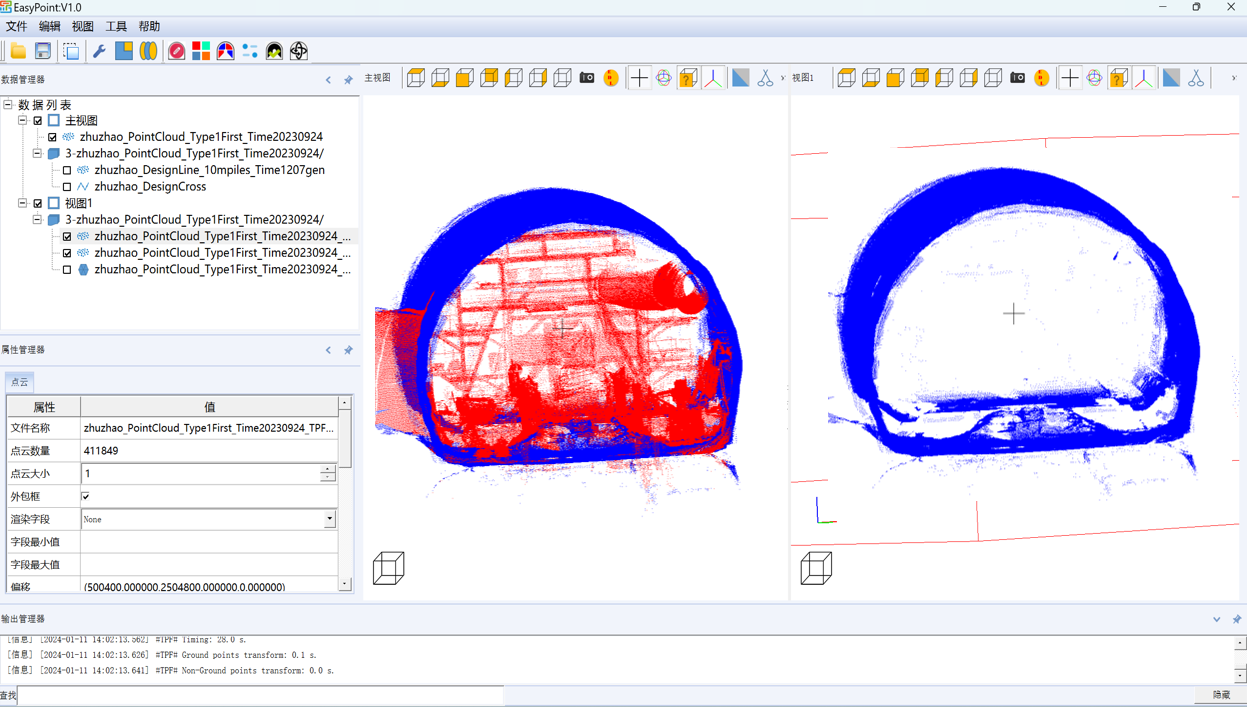 EasyPoint:V1.0
文件 编辑 视图 工具 帮助
数据管理器
数据列表
主视图
zhuzhao_PointCloud_Type1First_Time20230924
3-zhuzhao_PointCloud_Type1First_Time20230924/
zhuzhao_DesignLine_10mpiles_Time1207gen
zhuzhao_DesignCross
视图1
3-zhuzhao_PointCloud_Type1First_Time20230924/
zhuzhao_PointCloud_Type1First_Time20230924_...
zhuzhao_PointCloud_Type1First_Time20230924_...
zhuzhao_PointCloud_Type1First_Time20230924_...
属性管理器
点云
属性 值
文件名称 zhuzhao_PointCloud_Type1First_Time20230924_TPF...
点云数量 411849
点云大小 1
外包框
渲染字段 None
字段最小值
字段最大值
偏移 (500400.000000,2504800.000000,0.000000)
主视图
视图1
输出管理器
[信息] [2024-01-11 14:02:13.562] #TPF# Timing: 28.0 s.
[信息] [2024-01-11 14:02:13.626] #TPF# Ground points transform: 0.1 s.
[信息] [2024-01-11 14:02:13.641] #TPF# Non-Ground points transform: 0.0 s.
查找
隐藏